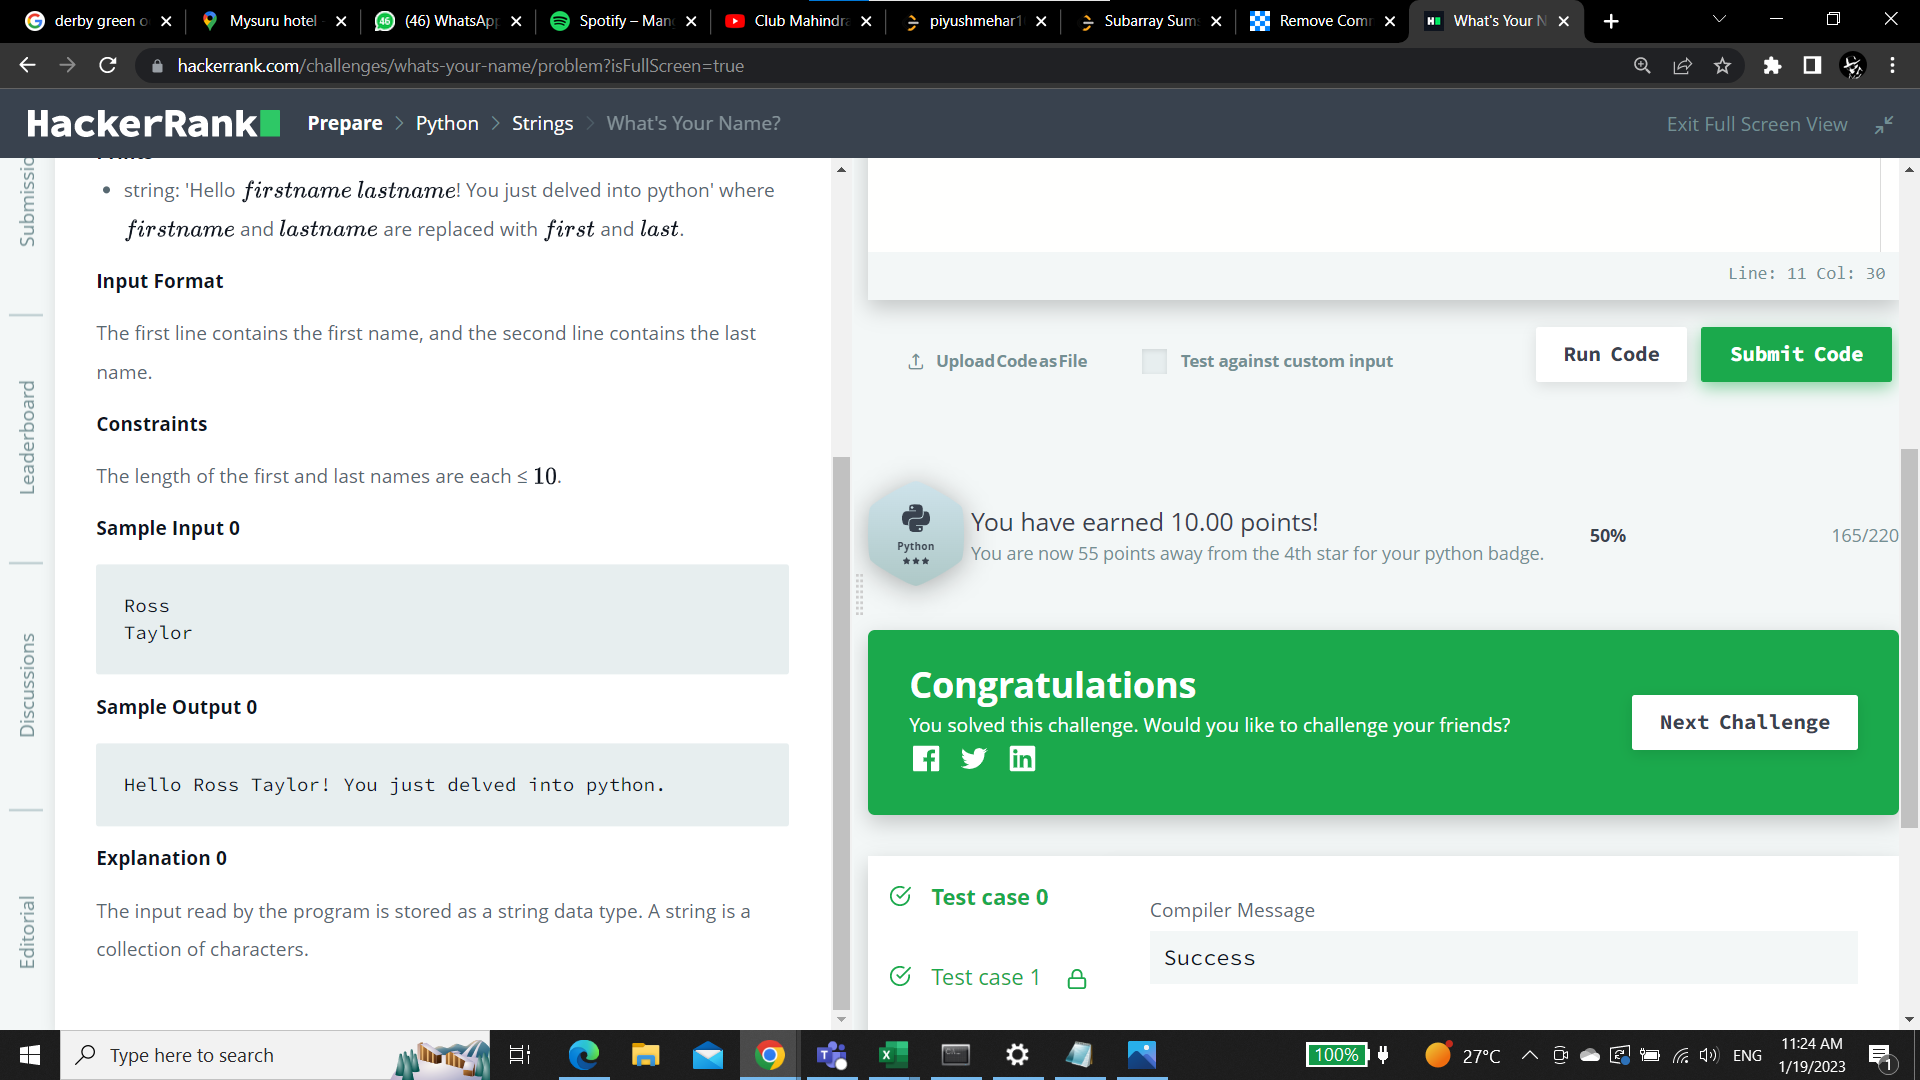 derby green o
Mysuru hotel
(46) WhatsApp
Spotify – Man
Club Mahindra
piyushmehar1
Subarray Sum
Remove Com
What's Your N
hackerrank.com/challenges/whats-your-name/problem?isFullScreen=true
HackerRank
Prepare > Python > Strings > What's Your Name?
Exit Full Screen View
Submissio
Leaderboard
Discussions
Editorial
string: 'Hello firstname lastname! You just delved into python' where
firstname and lastname are replaced with first and last.
Input Format
The first line contains the first name, and the second line contains the last
name.
Constraints
The length of the first and last names are each ≤ 10.
Sample Input 0
Ross
Taylor
Sample Output 0
Hello Ross Taylor! You just delved into python.
Explanation 0
The input read by the program is stored as a string data type. A string is a
collection of characters.
Line: 11 Col: 30
Upload Code as File
Test against custom input
Run Code
Submit Code
Python
You have earned 10.00 points!
You are now 55 points away from the 4th star for your python badge.
50%
165/220
Congratulations
You solved this challenge. Would you like to challenge your friends?
Next Challenge
Test case 0
Test case 1
Compiler Message
Success
Type here to search
100%
27°C
ENG
11:24 AM
1/19/2023
1